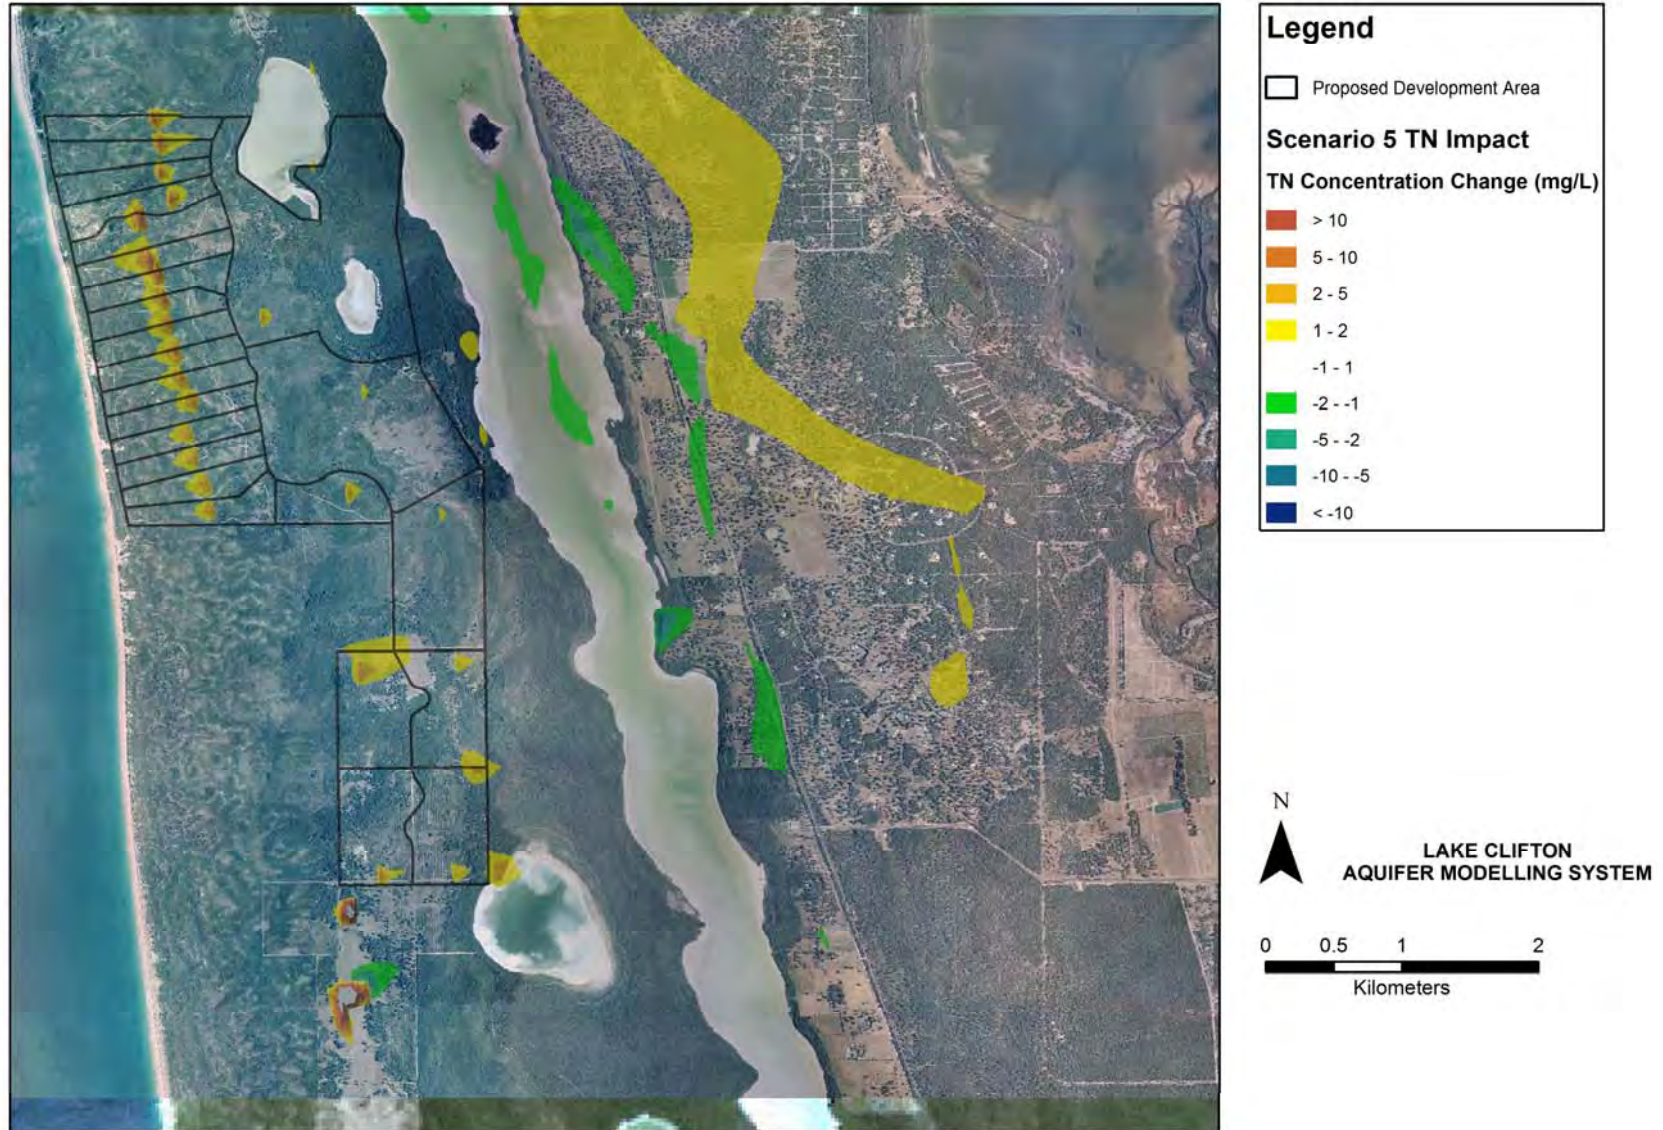 Legend
Proposed Development Area
Scenario 5 TN Impact
TN Concentration Change (mg/L)
> 10
5 - 10
2 - 5
1 - 2
-1 - 1
-2 - -1
-5 - -2
-10 - -5
< -10
N
LAKE CLIFTON
AQUIFER MODELLING SYSTEM
0 0.5 1 2
Kilometers